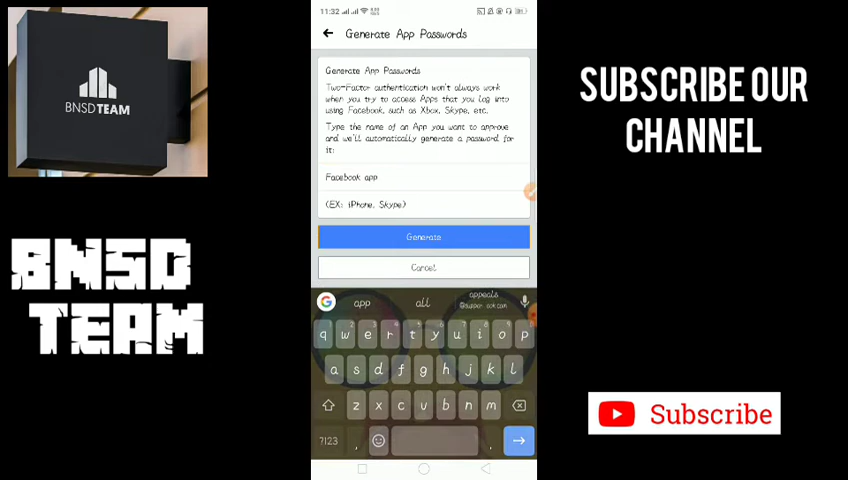 BNSDTEAM
BNSD
TEAM
11:32
Generate App Passwords
Generate App Passwords
Two-Factor authentication won't always work
when you try to access Apps that you log into
using Facebook, such as Xbox, Skype, etc.
Type the name of an App you want to approve
and we'll automatically generate a password for
it:
Facebook app
(EX: iPhone, Skype)
Generate
Cancel
G app all appeals
q w e r t y u i o p
a s d f g h j k l
z x c v b n m
?123 , .
SUBSCRIBE OUR
CHANNEL
Subscribe